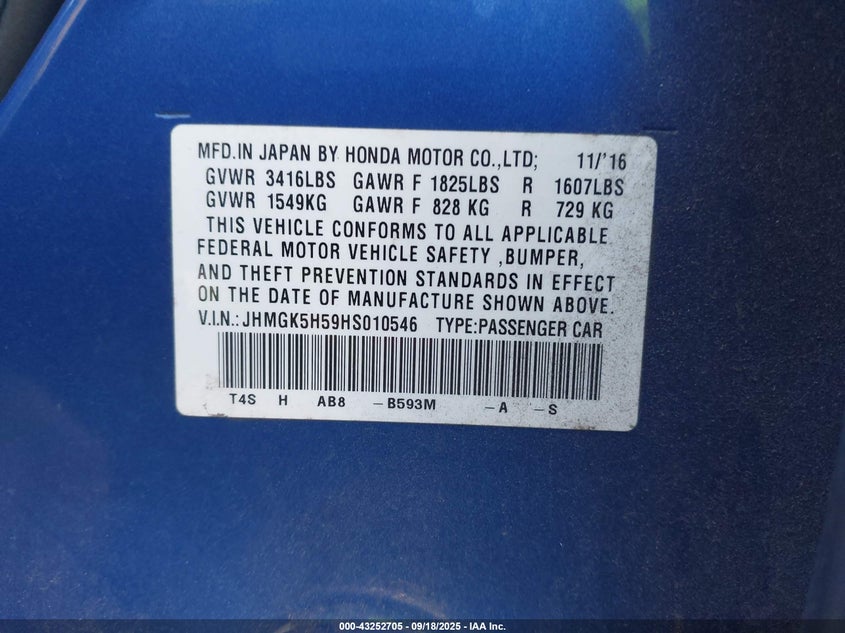 MFD.IN JAPAN BY HONDA MOTOR CO.,LTD; 11/'16
GVWR 3416LBS GAWR F 1825LBS R 1607LBS
GVWR 1549KG GAWR F 828 KG R 729 KG
THIS VEHICLE CONFORMS TO ALL APPLICABLE
FEDERAL MOTOR VEHICLE SAFETY ,BUMPER,
AND THEFT PREVENTION STANDARDS IN EFFECT
ON THE DATE OF MANUFACTURE SHOWN ABOVE.
V.I.N.: JHMGK5H59HS010546 TYPE:PASSENGER CAR
T4S H AB8 -B593M -A -S
000-43252705 - 09/18/2025 - IAA Inc.